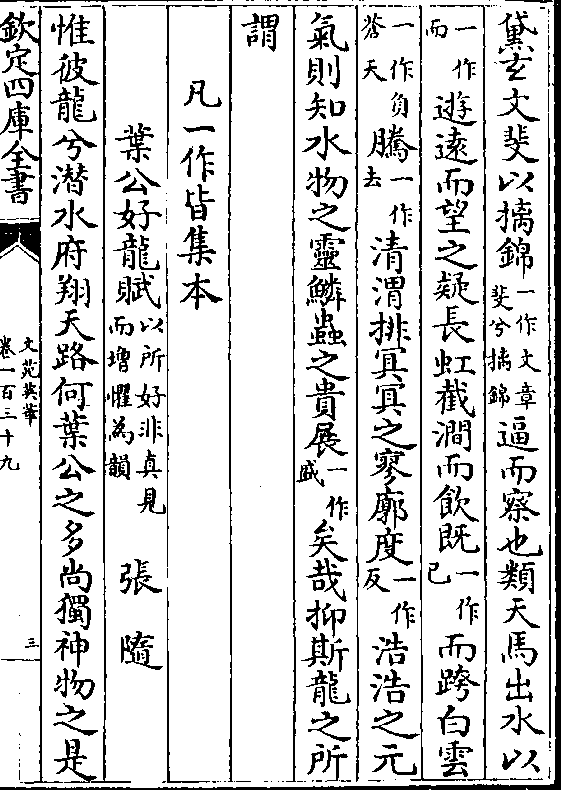 黛玄文斐以摛錦一作文章斐兮摛錦逼而察也類天馬出水以
一作而遊遠而望之疑長虹截澗而飲既一作已而跨白雲
一作負蒼天騰一作去清渭排冥冥之寥廓度一作反浩浩之元
氣則知水物之靈鱗蟲之貴展一作盛矣哉抑斯龍之所
謂
凡一作皆集本
葉公好龍賦以所好非真見而增懼為韻 張隨
惟彼龍兮潛水府翔天路何葉公之多尚獨神物之是
欽定四庫全書
文苑英華
卷一百三十九
三